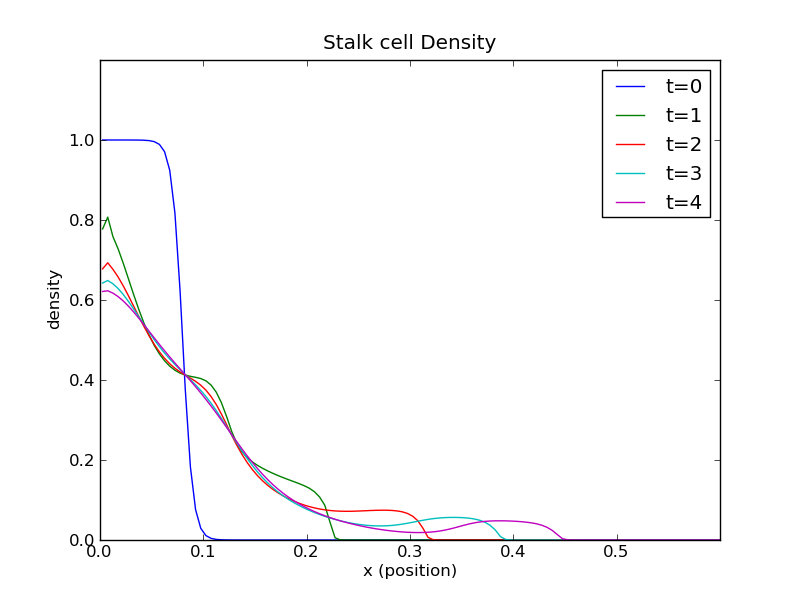 Stalk cell Density
t=0
t=1
t=2
t=3
t=4
density
1.0
0.8
0.6
0.4
0.2
0.0
0.0 0.1 0.2 0.3 0.4 0.5
x (position)